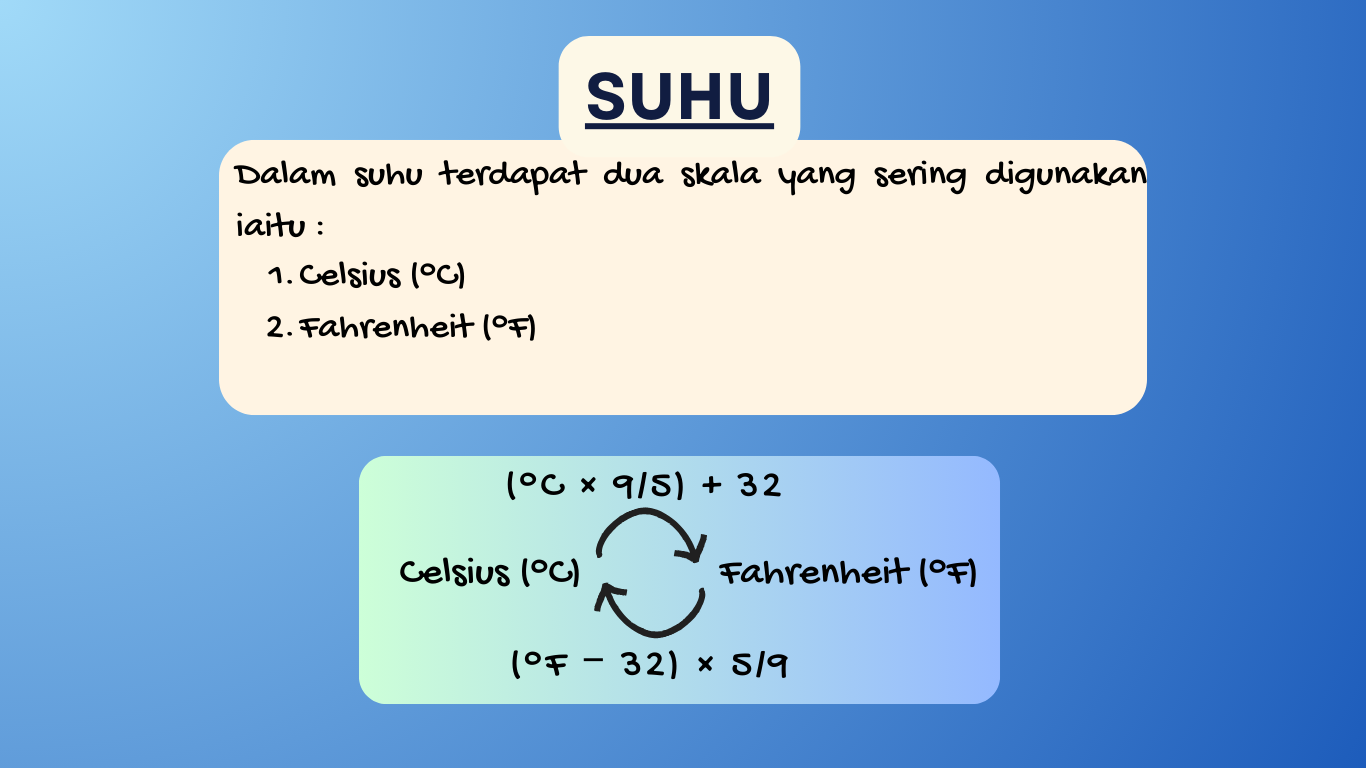 SUHU
Dalam suhu terdapat dua skala yang sering digunakan
iaitu :
1. Celsius (°C)
2. Fahrenheit (°F)
(°C × 9/5) + 32
Celsius (°C) Fahrenheit (°F)
(°F − 32) × 5/9